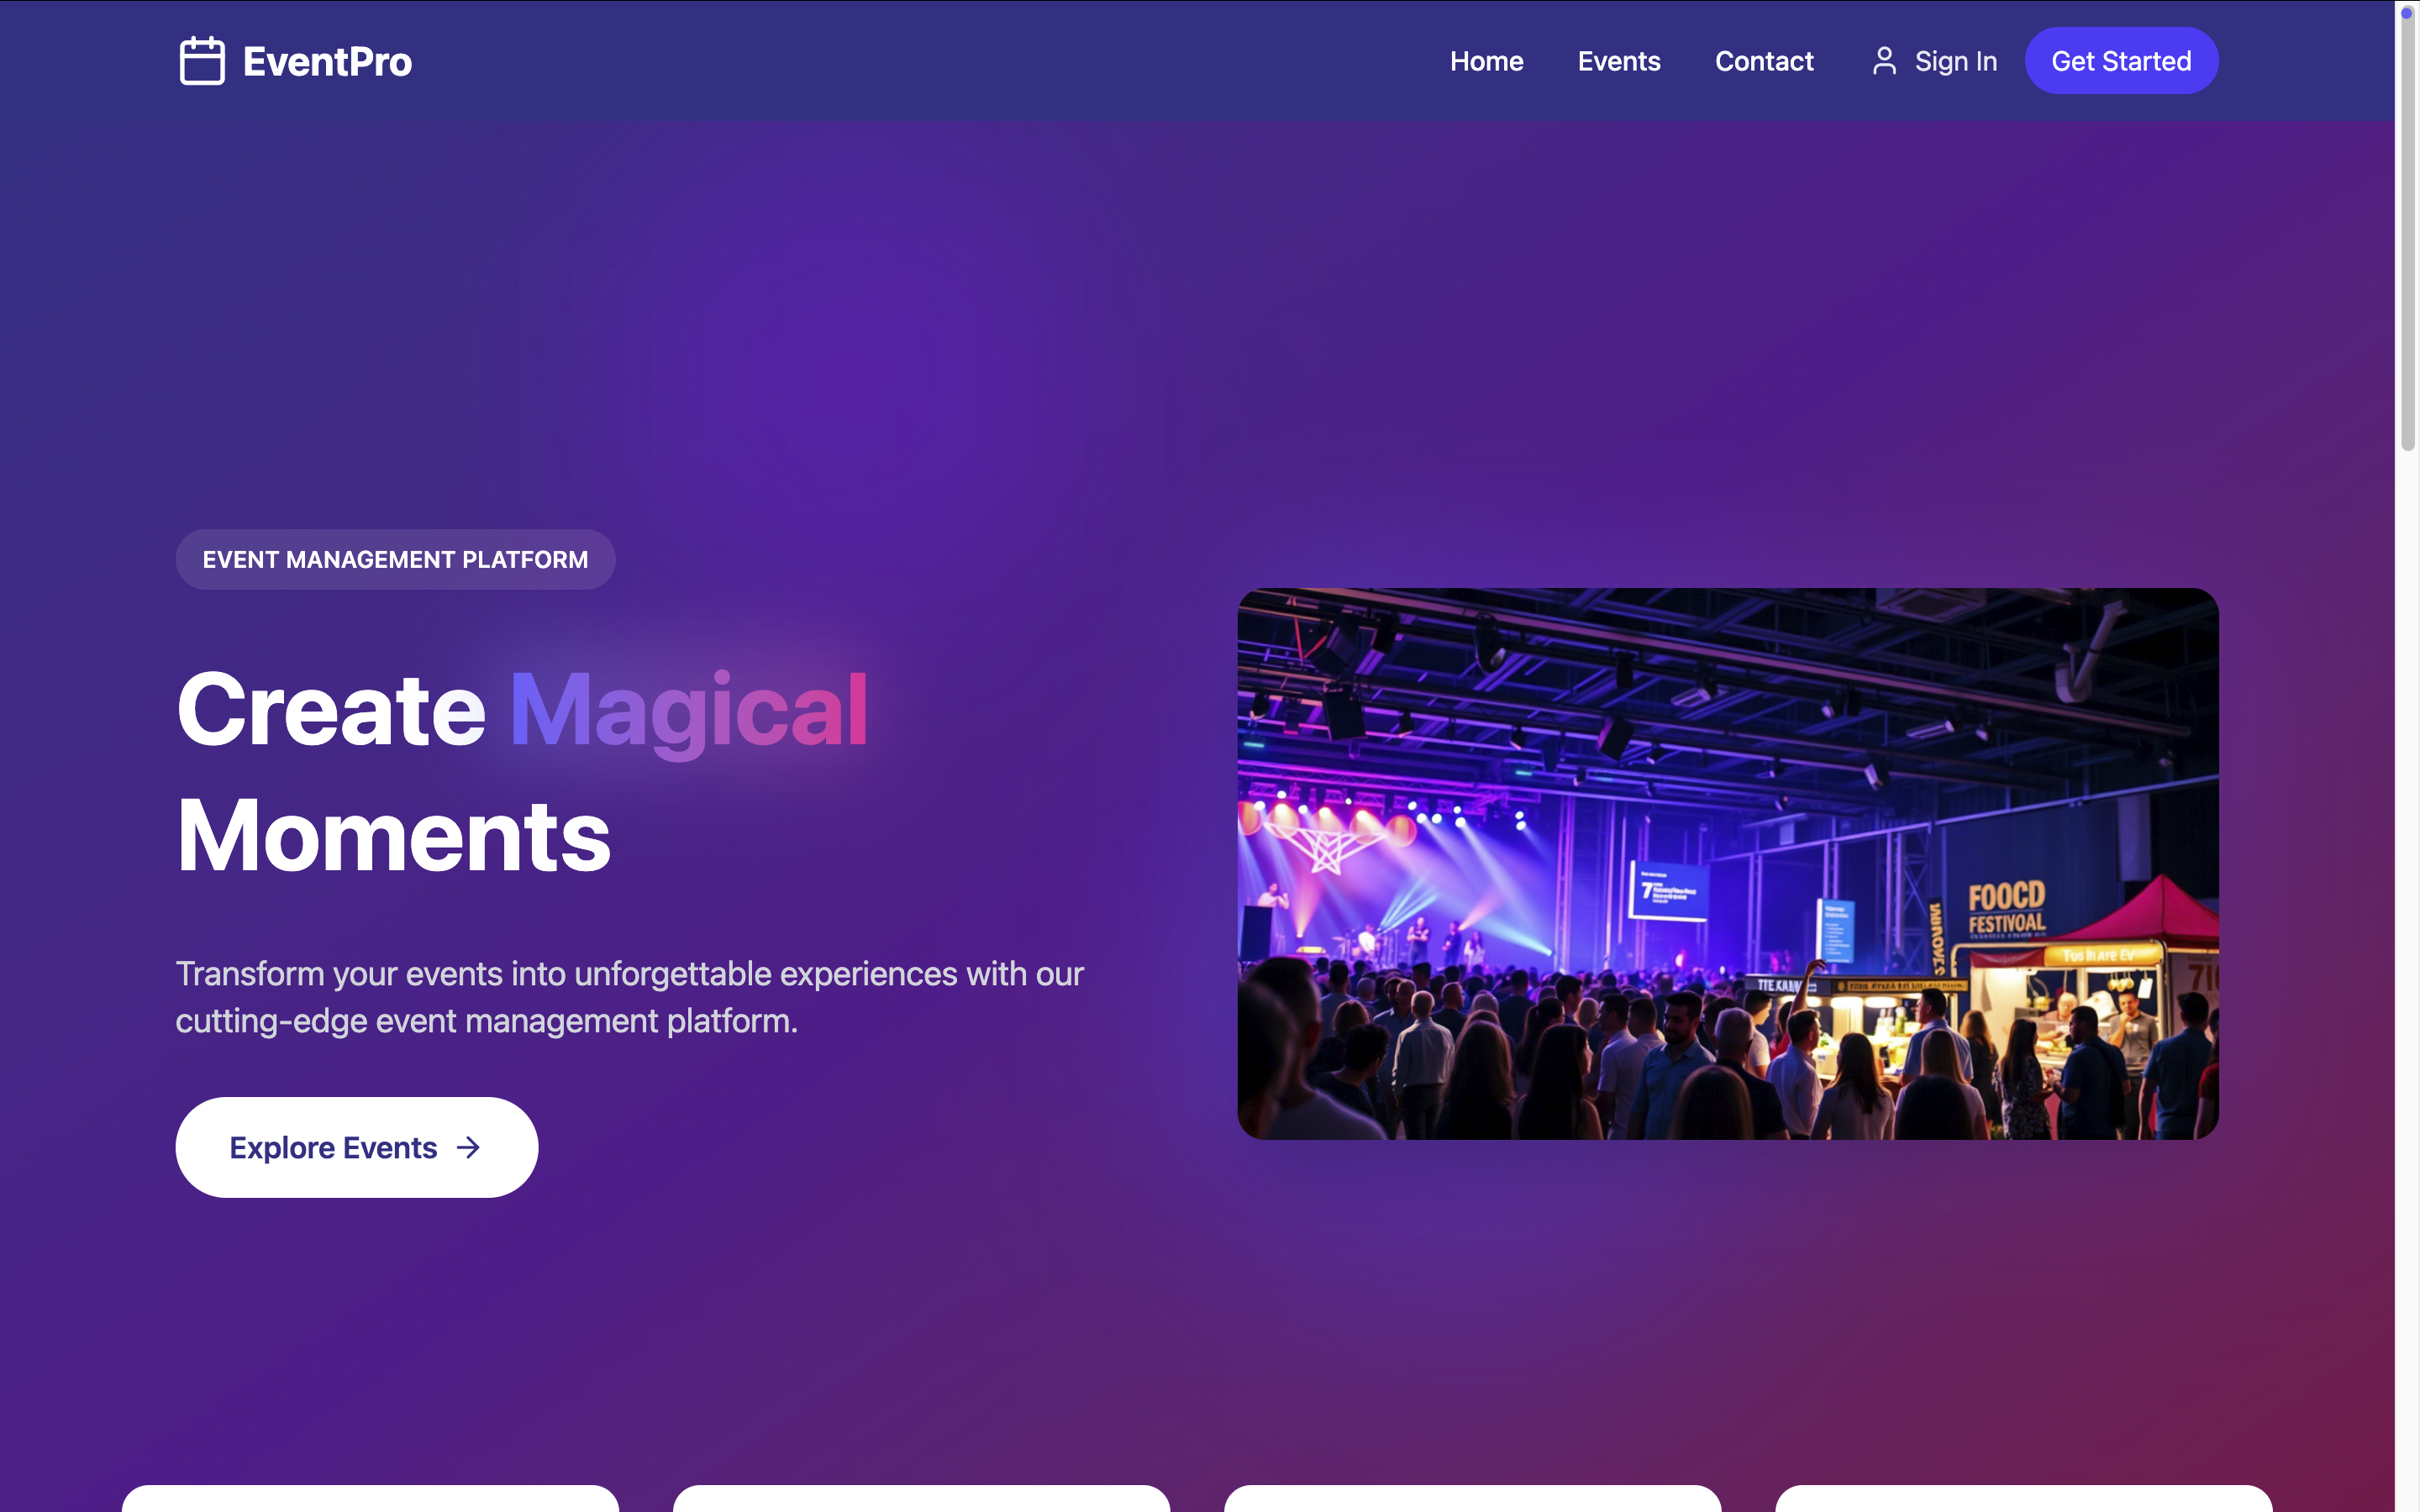 EventPro
Home
Events
Contact
Sign In
Get Started
EVENT MANAGEMENT PLATFORM
Create Magical
Moments
Transform your events into unforgettable experiences with our
cutting-edge event management platform.
Explore Events
7
FOOCD
FESTIVOAL